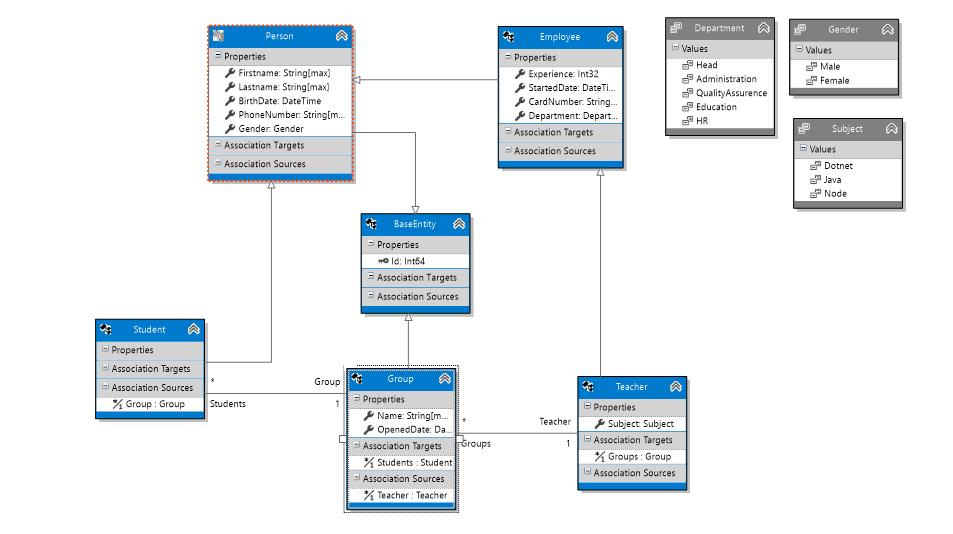 Person
Properties
Firstname: String[max]
Lastname: String[max]
BirthDate: DateTime
PhoneNumber: String[m...
Gender: Gender
Association Targets
Association Sources
Employee
Properties
Experience: Int32
StartedDate: DateTi...
CardNumber: String...
Department: Depart...
Association Targets
Association Sources
Department
Values
Head
Administration
QualityAssurence
Education
HR
Gender
Values
Male
Female
Subject
Values
Dotnet
Java
Node
BaseEntity
Properties
Id: Int64
Association Targets
Association Sources
Student
Properties
Association Targets
Association Sources
Group : Group
*
Students
Group
1
Group
Properties
Name: String[m...
OpenedDate: Da...
Association Targets
Students : Student
Association Sources
Teacher : Teacher
*
Groups
Teacher
1
Teacher
Properties
Subject: Subject
Association Targets
Groups : Group
Association Sources